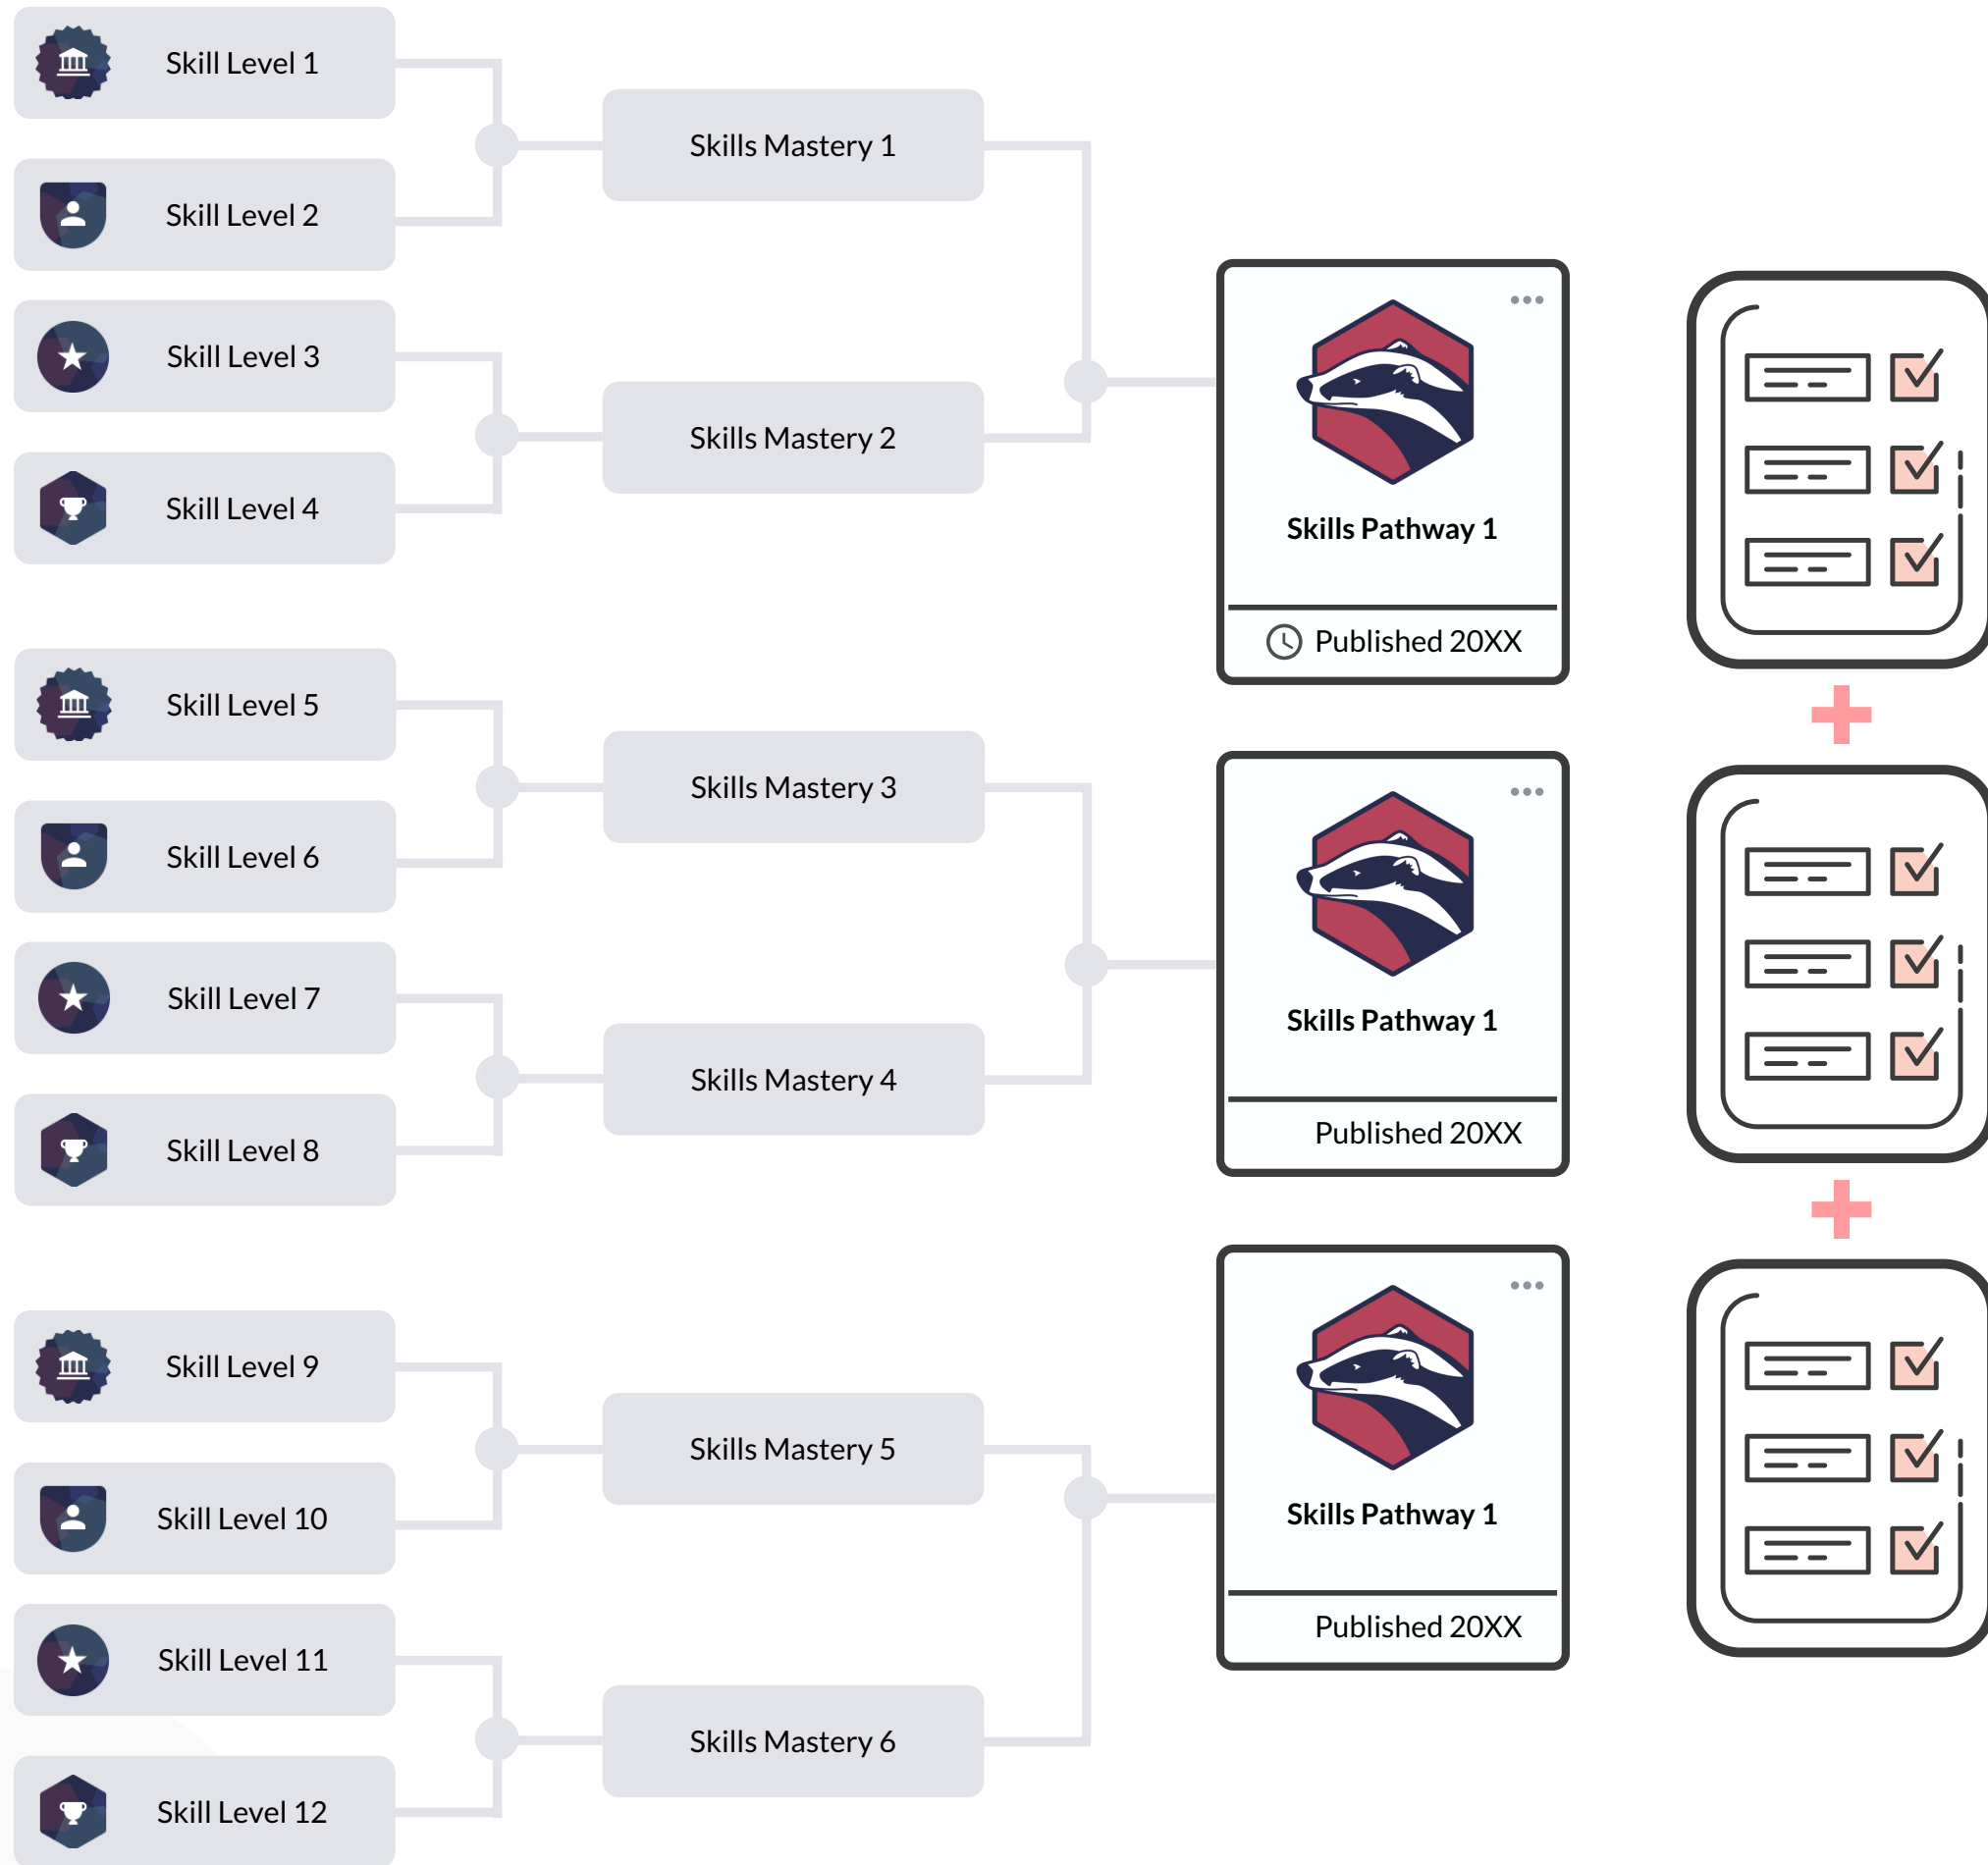 Skill Level 1
Skill Level 2
Skill Level 3
Skill Level 4
Skills Mastery 1
Skills Mastery 2
Skills Pathway 1
Published 20XX
Skill Level 5
Skill Level 6
Skill Level 7
Skill Level 8
Skills Mastery 3
Skills Mastery 4
Skills Pathway 1
Published 20XX
Skill Level 9
Skill Level 10
Skill Level 11
Skill Level 12
Skills Mastery 5
Skills Mastery 6
Skills Pathway 1
Published 20XX